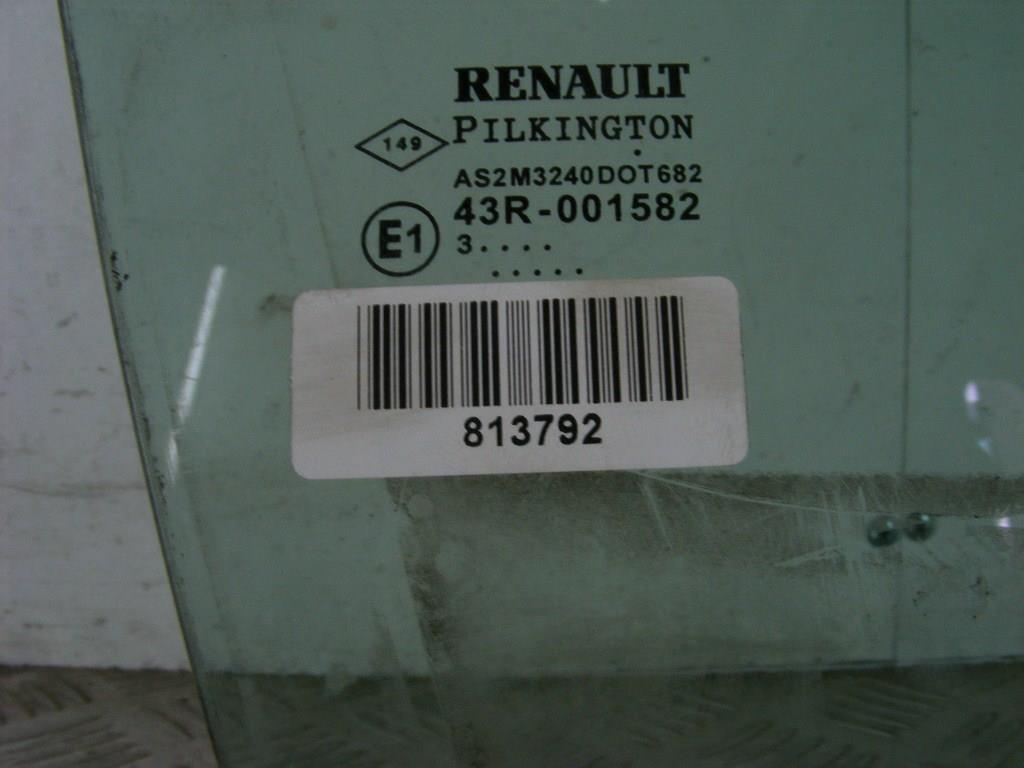 RENAULT
149 PILKINGTON
AS2M3240DOT682
E1 43R-001582
3....
.....
813792